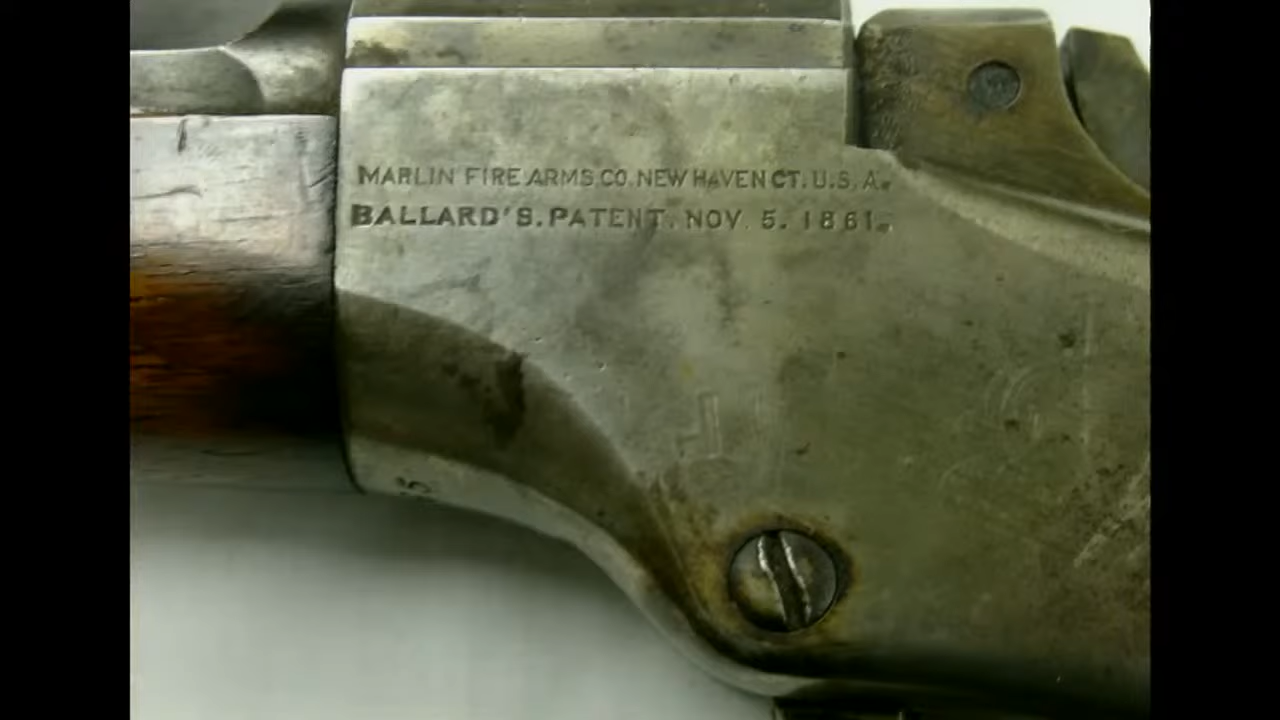 MARLIN FIRE ARMS CO. NEW HAVEN CT. U.S.A.
BALLARD'S. PATENT. NOV. 5. 1861.